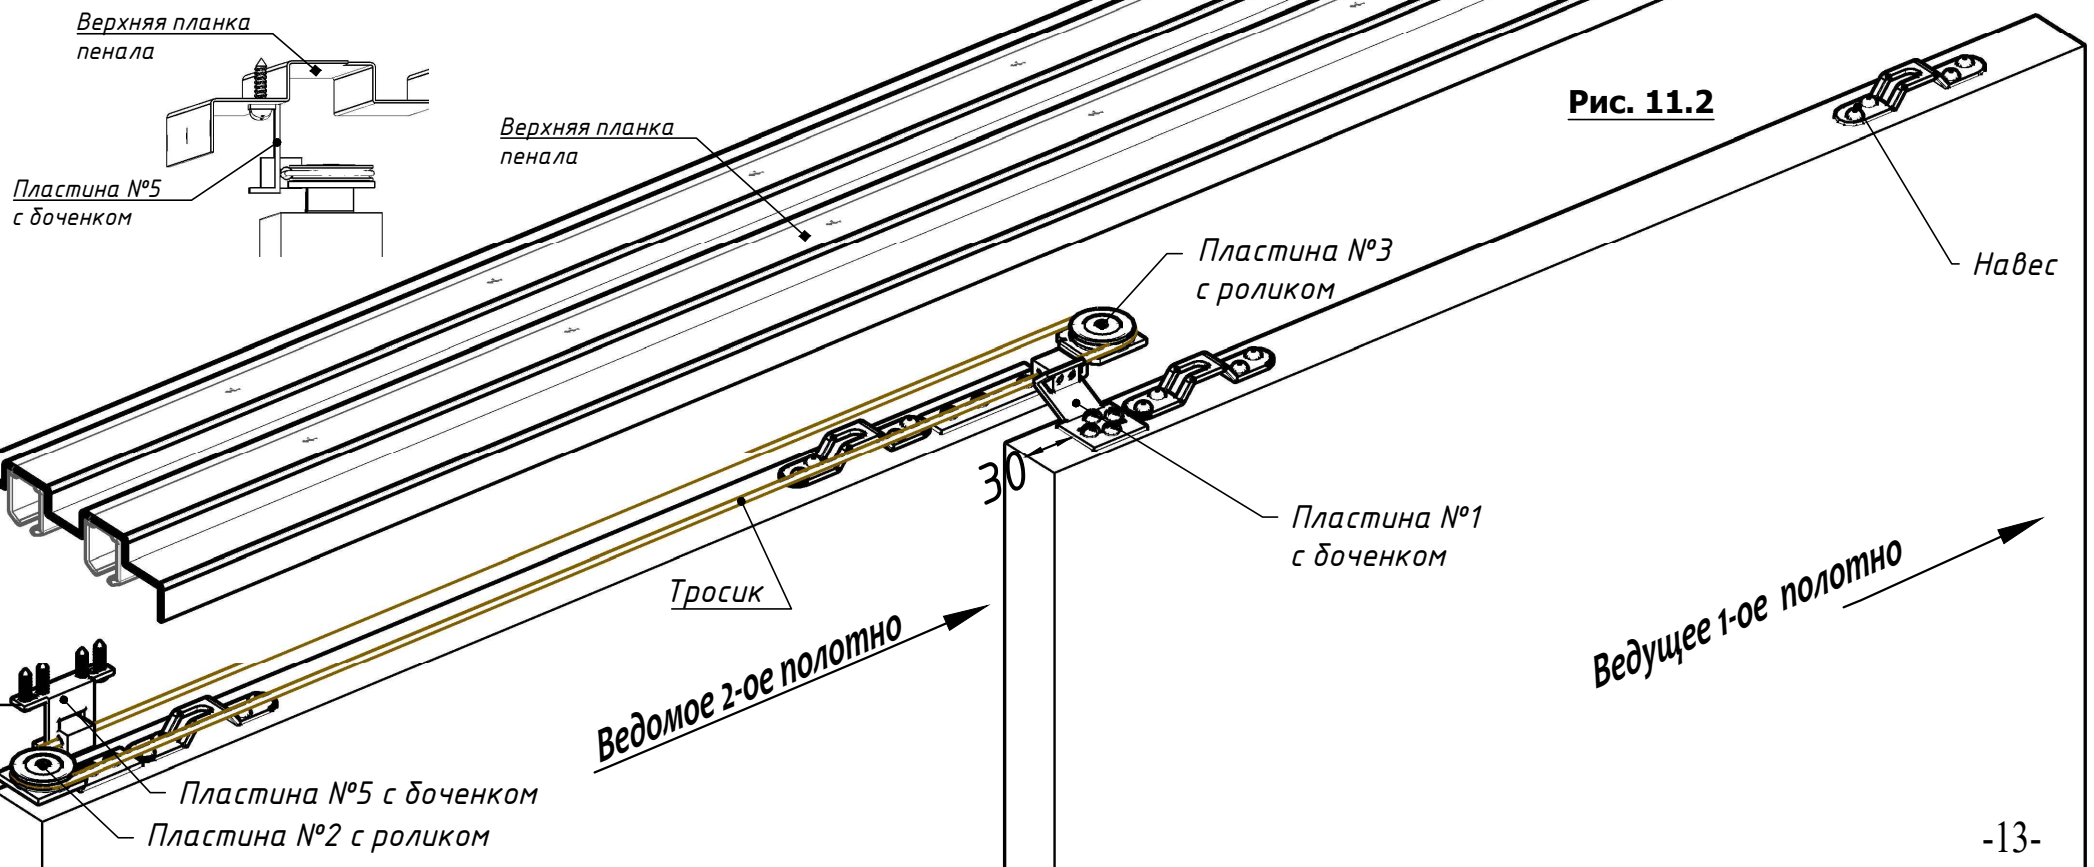 Верхняя планка
пенала
Пластина №5
с боченком
Верхняя планка
пенала
Рис. 11.2
Пластина №3
с роликом
Навес
30
Пластина №1
с боченком
Тросик
Ведомое 2-ое полотно
Ведущее 1-ое полотно
Пластина №5 с боченком
Пластина №2 с роликом
-13-